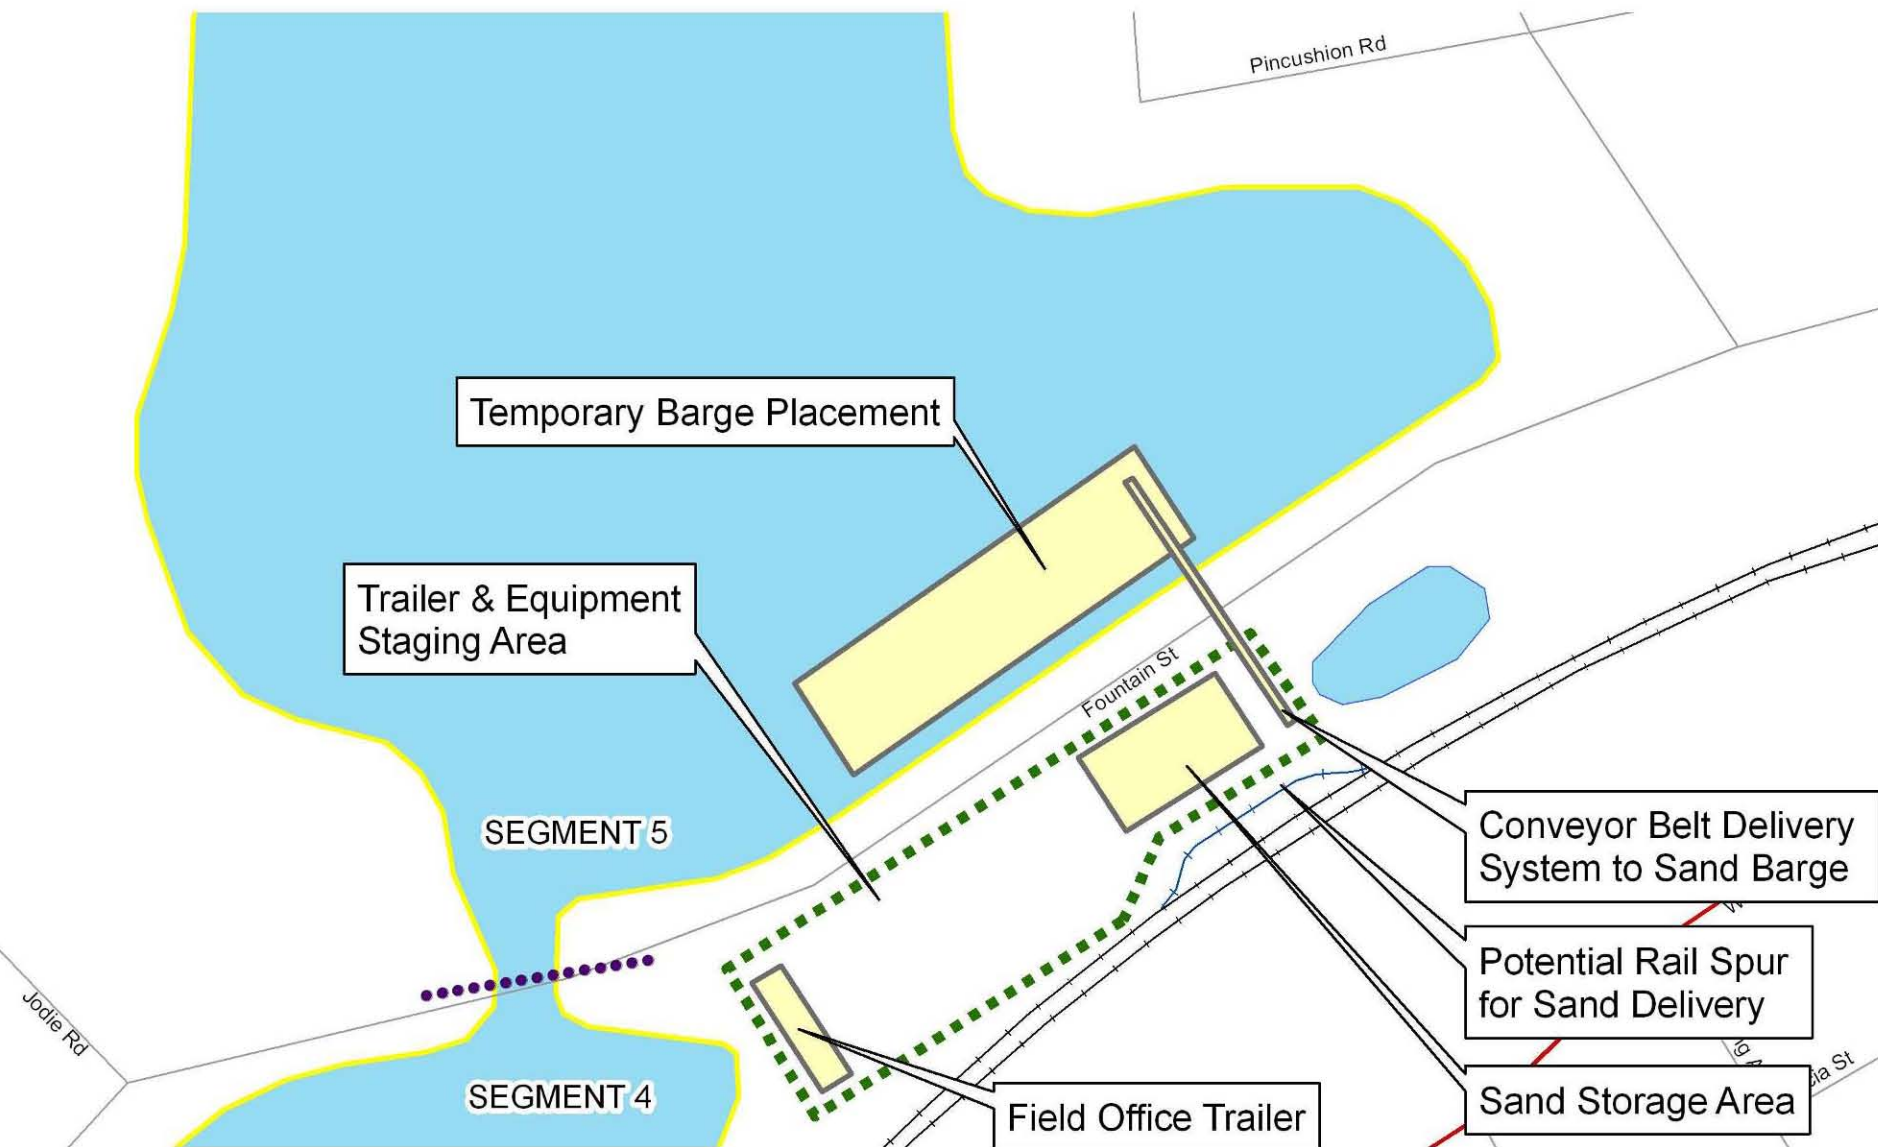 Pincushion Rd
Temporary Barge Placement
Trailer & Equipment
Staging Area
Fountain St
SEGMENT 5
Conveyor Belt Delivery
System to Sand Barge
Potential Rail Spur
for Sand Delivery
Jodie Rd
SEGMENT 4
Sand Storage Area
Field Office Trailer